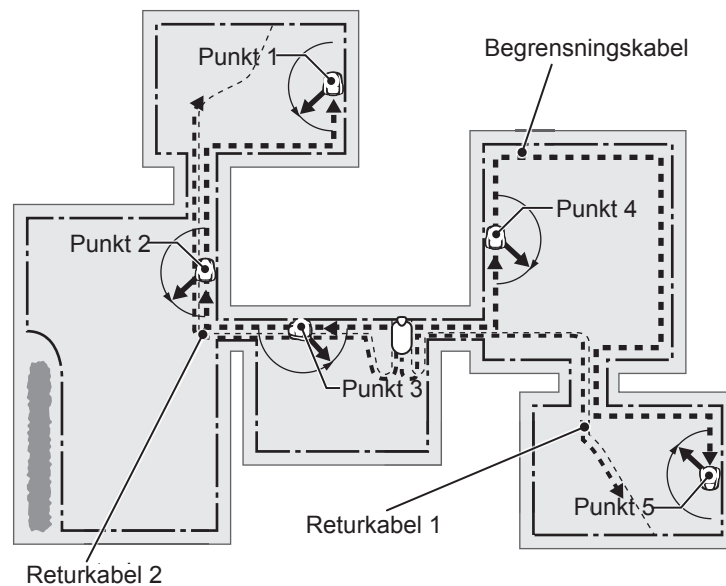 Punkt 1
Begrensningskabel
Punkt 4
Punkt 2
Punkt 3
Punkt 5
Returkabel 1
Returkabel 2